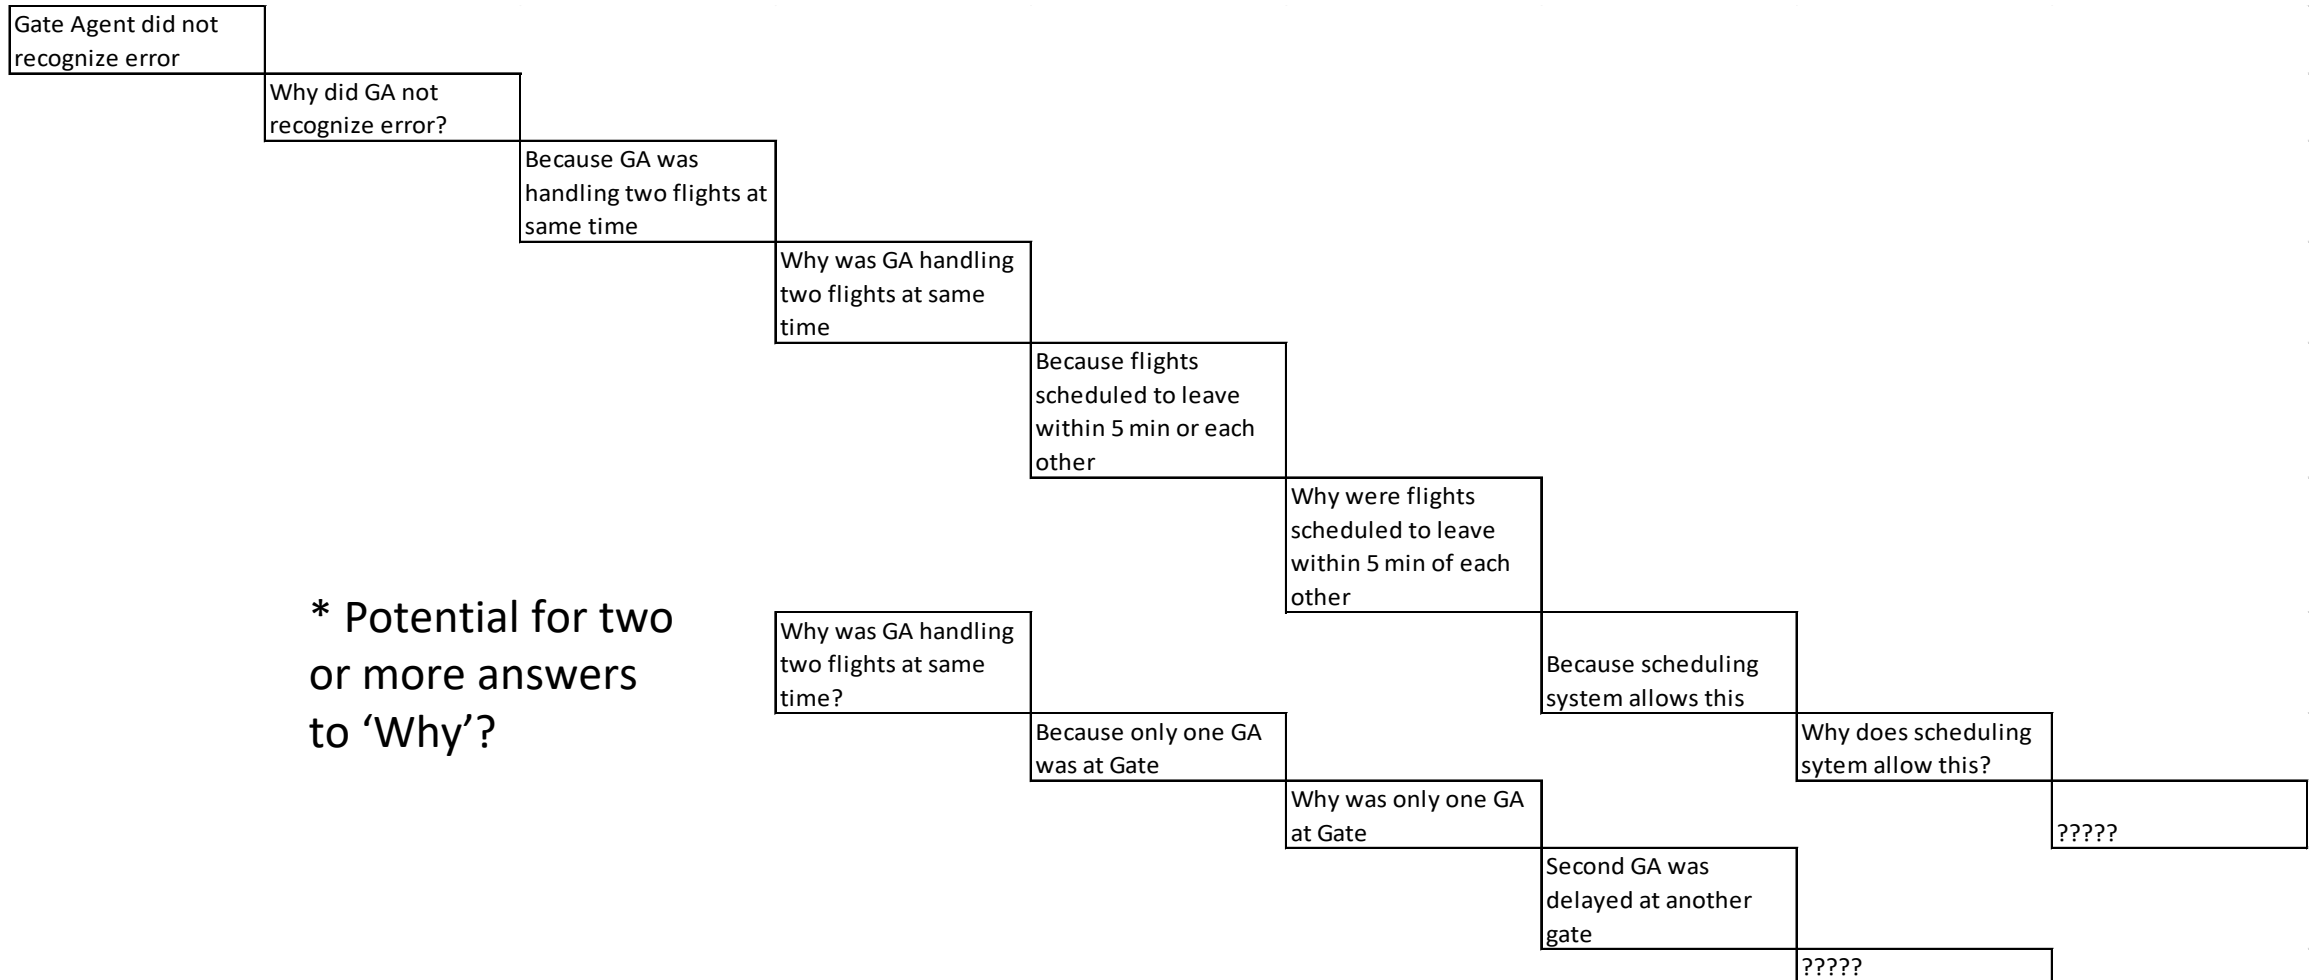 Gate Agent did not
recognize error
Why did GA not
recognize error?
Because GA was
handling two flights at
same time
Why was GA handling
two flights at same
time
Because flights
scheduled to leave
within 5 min or each
other
Why were flights
scheduled to leave
within 5 min of each
other
Because scheduling
system allows this
Why does scheduling
sytem allow this?
?????
* Potential for two
or more answers
to ‘Why’?
Why was GA handling
two flights at same
time?
Because only one GA
was at Gate
Why was only one GA
at Gate
Second GA was
delayed at another
gate
?????